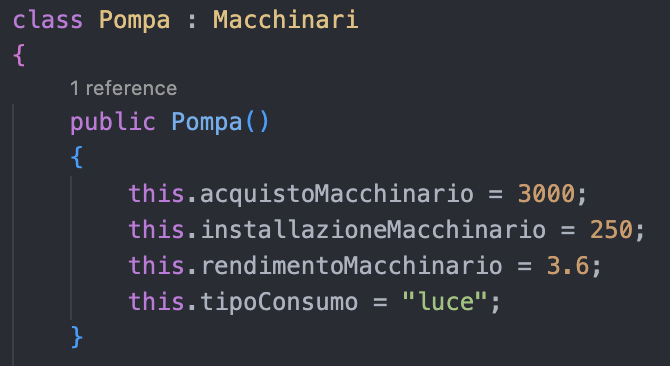 class Pompa : Macchinari
{
1 reference
public Pompa()
{
this.acquistoMacchinario = 3000;
this.installazioneMacchinario = 250;
this.rendimentoMacchinario = 3.6;
this.tipoConsumo = "luce";
}